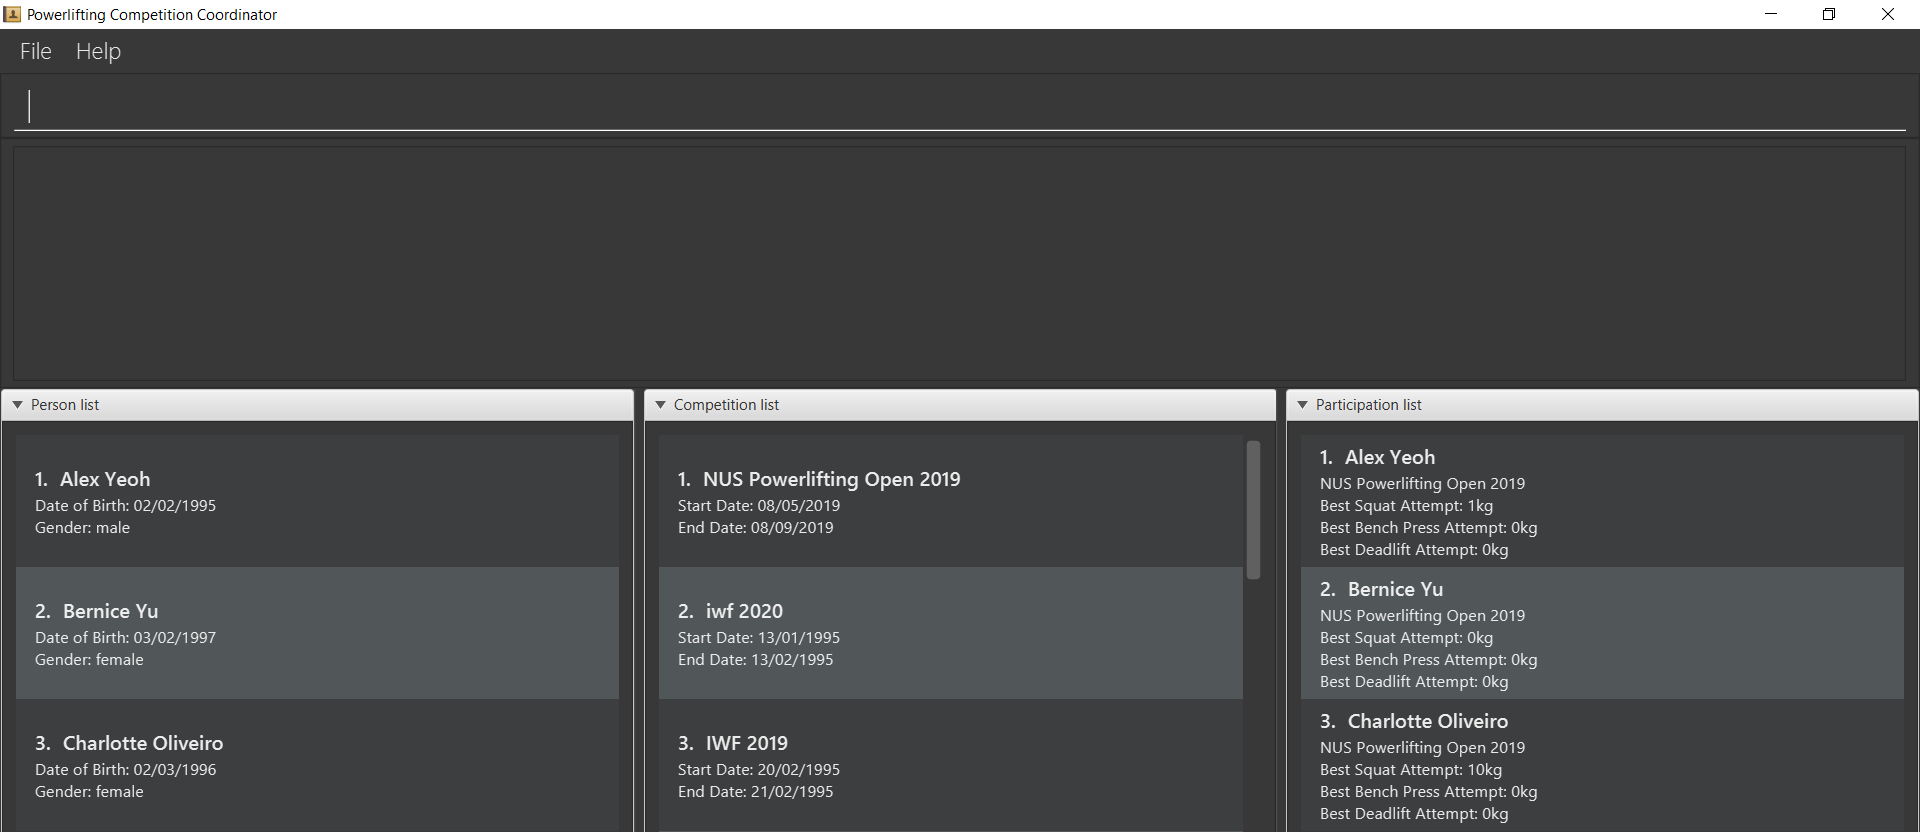 Powerlifting Competition Coordinator
File Help
Person list
1. Alex Yeoh
Date of Birth: 02/02/1995
Gender: male
2. Bernice Yu
Date of Birth: 03/02/1997
Gender: female
3. Charlotte Oliveiro
Date of Birth: 02/03/1996
Gender: female
Competition list
1. NUS Powerlifting Open 2019
Start Date: 08/05/2019
End Date: 08/09/2019
2. iwf 2020
Start Date: 13/01/1995
End Date: 13/02/1995
3. IWF 2019
Start Date: 20/02/1995
End Date: 21/02/1995
Participation list
1. Alex Yeoh
NUS Powerlifting Open 2019
Best Squat Attempt: 1kg
Best Bench Press Attempt: 0kg
Best Deadlift Attempt: 0kg
2. Bernice Yu
NUS Powerlifting Open 2019
Best Squat Attempt: 0kg
Best Bench Press Attempt: 0kg
Best Deadlift Attempt: 0kg
3. Charlotte Oliveiro
NUS Powerlifting Open 2019
Best Squat Attempt: 10kg
Best Bench Press Attempt: 0kg
Best Deadlift Attempt: 0kg